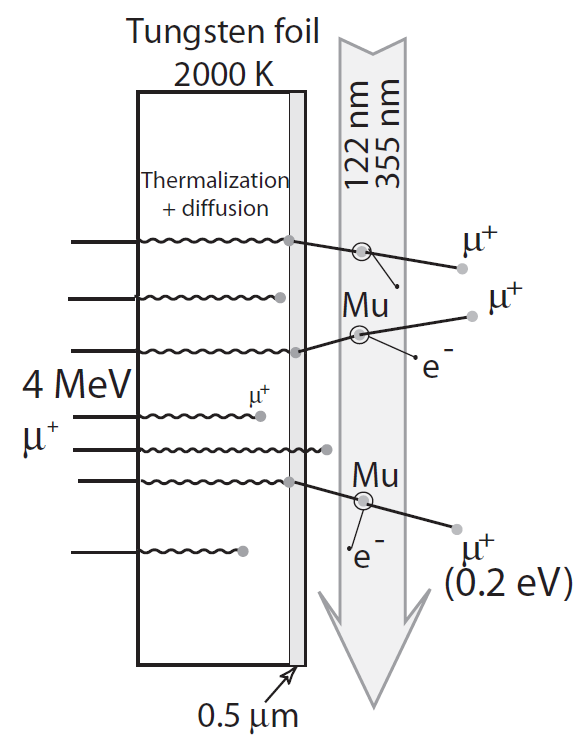 Tungsten foil
2000 K
122 nm
355 nm
Thermalization
+ diffusion
μ⁺
Mu
μ⁺
e⁻
4 MeV
μ⁺
μ⁺
Mu
e⁻
μ⁺
(0.2 eV)
0.5 μm